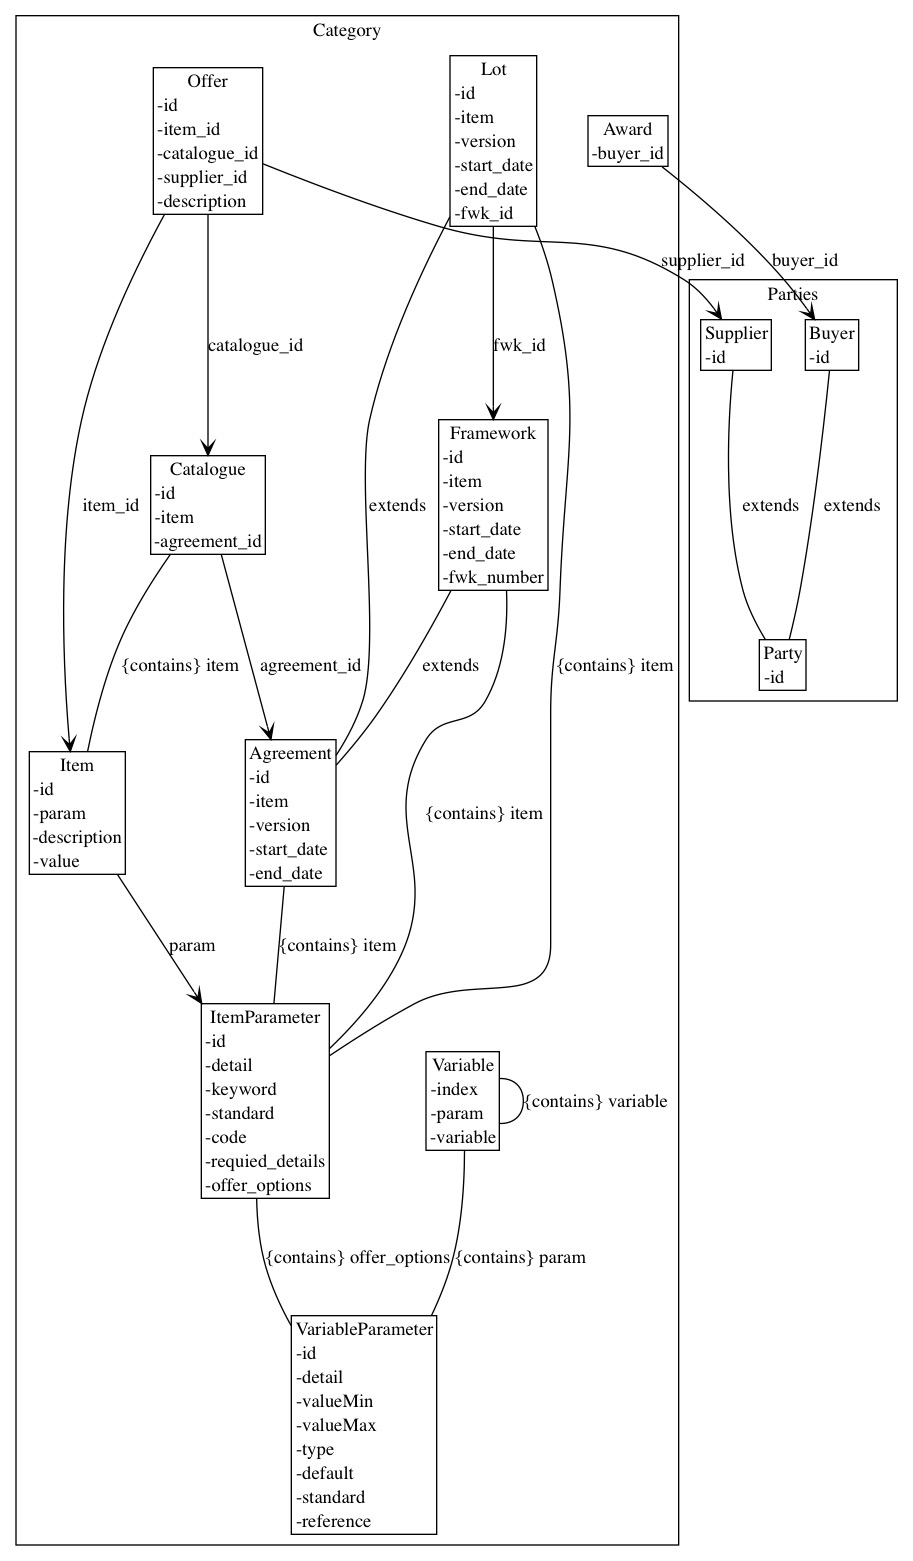 Category
Offer
-id
-item_id
-catalogue_id
-supplier_id
-description
Lot
-id
-item
-version
-start_date
-end_date
-fwk_id
Award
-buyer_id
supplier_id
buyer_id
Parties
Supplier
-id
Buyer
-id
catalogue_id
fwk_id
Catalogue
-id
-item
-agreement_id
Framework
-id
-item
-version
-start_date
-end_date
-fwk_number
item_id
extends
extends
extends
{contains} item
agreement_id
extends
{contains} item
Party
-id
Item
-id
-param
-description
-value
Agreement
-id
-item
-version
-start_date
-end_date
{contains} item
param
{contains} item
ItemParameter
-id
-detail
-keyword
-standard
-code
-requied_details
-offer_options
Variable
-index
-param
-variable
{contains} variable
{contains} offer_options
{contains} param
VariableParameter
-id
-detail
-valueMin
-valueMax
-type
-default
-standard
-reference